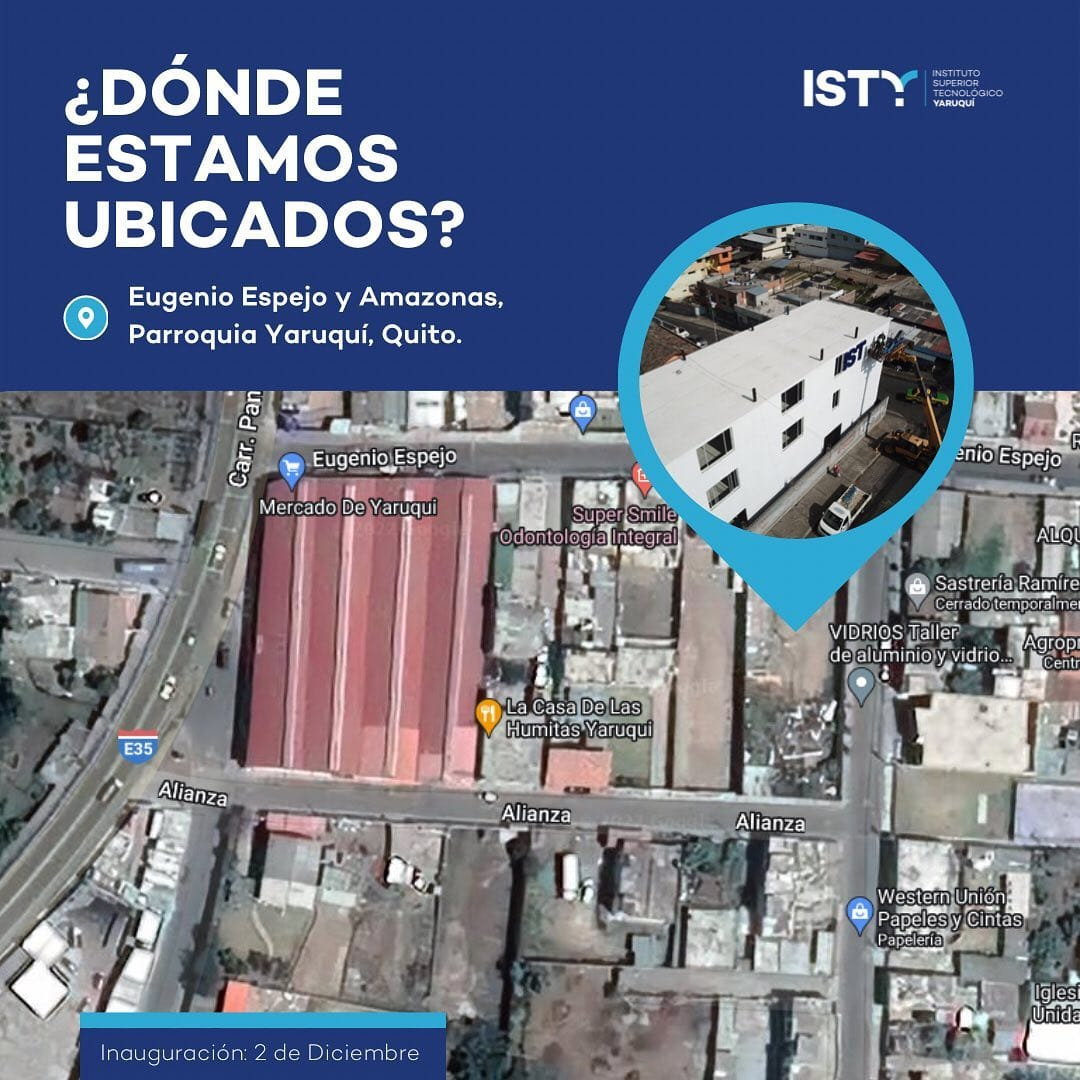 ¿DÓNDE
ESTAMOS
UBICADOS?
ISTY
INSTITUTO
SUPERIOR
TECNOLÓGICO
YARUQUÍ
Eugenio Espejo y Amazonas,
Parroquia Yaruquí, Quito.
IST
Carr. Pan
Eugenio Espejo
enio Espejo
Mercado De Yaruqui
Super Smile
Odontología Integral
ALQU
Sastrería Ramíre
Cerrado temporalme
VIDRIOS Taller
de aluminio y vidrio...
Agrop
Cent
La Casa De Las
Humitas Yaruqui
E35
Alianza
Alianza
Alianza
Western Unión
Papeles y Cintas
Papelería
Iglesi
Unida
Inauguración: 2 de Diciembre